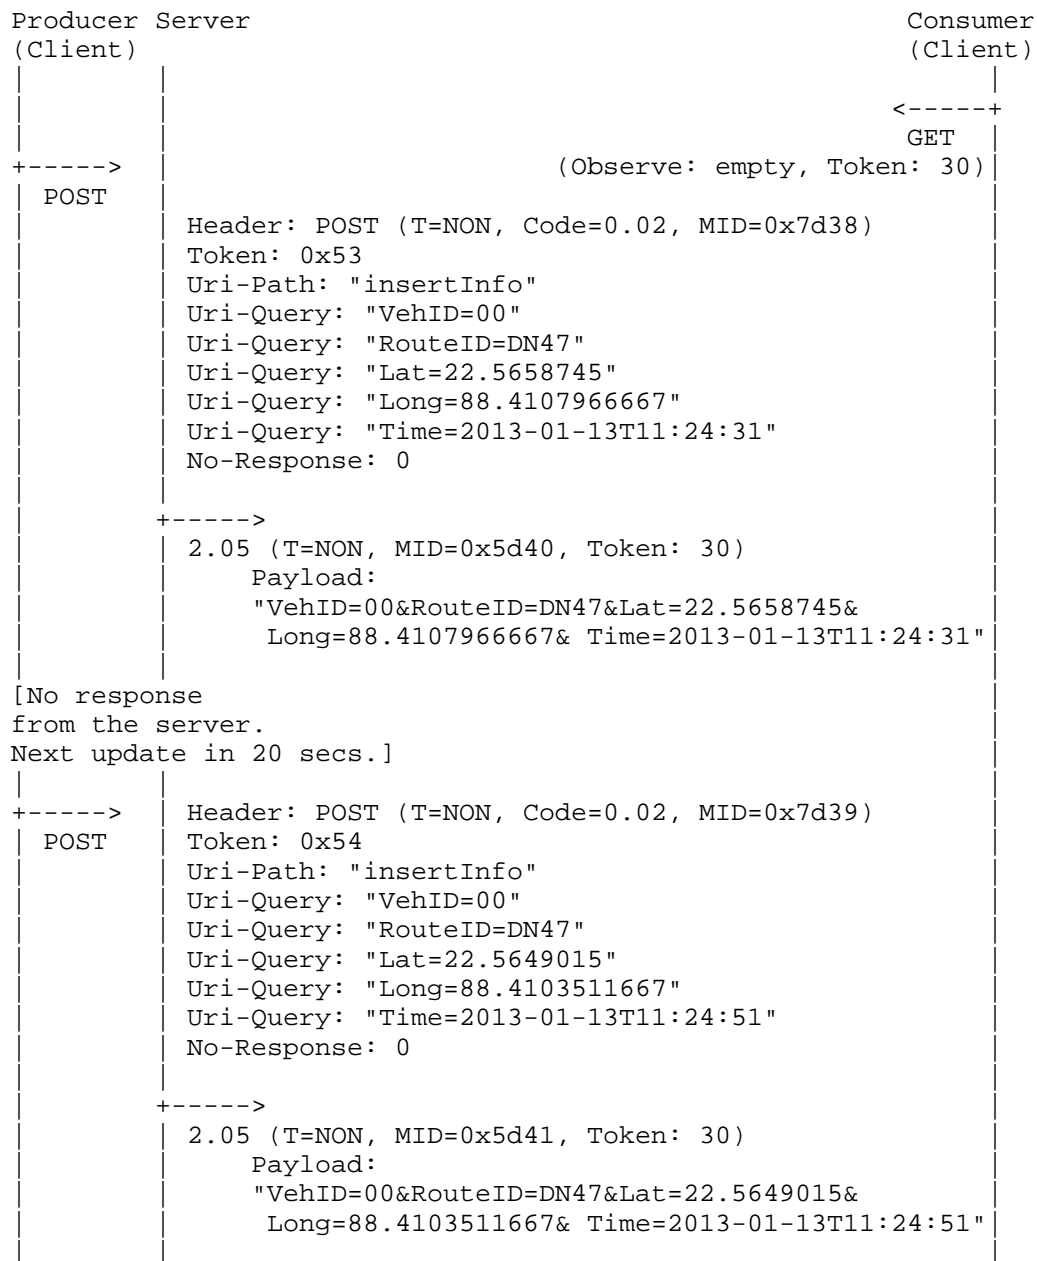 Producer Server                                          Consumer
(Client)                                                 (Client)
<-----+
GET
+----->                            (Observe: empty, Token: 30)
POST
Header: POST (T=NON, Code=0.02, MID=0x7d38)
Token: 0x53
Uri-Path: "insertInfo"
Uri-Query: "VehID=00"
Uri-Query: "RouteID=DN47"
Uri-Query: "Lat=22.5658745"
Uri-Query: "Long=88.4107966667"
Uri-Query: "Time=2013-01-13T11:24:31"
No-Response: 0
+----->
2.05 (T=NON, MID=0x5d40, Token: 30)
Payload:
"VehID=00&RouteID=DN47&Lat=22.5658745&
Long=88.4107966667& Time=2013-01-13T11:24:31"
[No response
from the server.
Next update in 20 secs.]
+-----> Header: POST (T=NON, Code=0.02, MID=0x7d39)
POST Token: 0x54
Uri-Path: "insertInfo"
Uri-Query: "VehID=00"
Uri-Query: "RouteID=DN47"
Uri-Query: "Lat=22.5649015"
Uri-Query: "Long=88.4103511667"
Uri-Query: "Time=2013-01-13T11:24:51"
No-Response: 0
+----->
2.05 (T=NON, MID=0x5d41, Token: 30)
Payload:
"VehID=00&RouteID=DN47&Lat=22.5649015&
Long=88.4103511667& Time=2013-01-13T11:24:51"